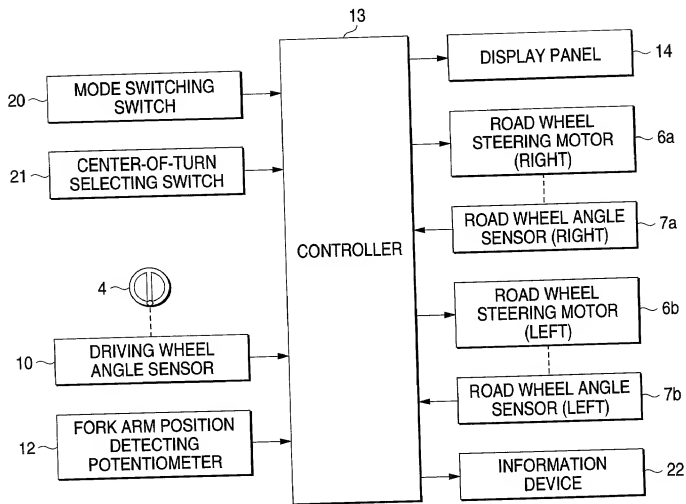 13
20
MODE SWITCHING
SWITCH
21
CENTER-OF-TURN
SELECTING SWITCH
4
10
DRIVING WHEEL
ANGLE SENSOR
12
FORK ARM POSITION
DETECTING
POTENTIOMETER
CONTROLLER
DISPLAY PANEL
14
ROAD WHEEL
STEERING MOTOR
(RIGHT)
6a
ROAD WHEEL ANGLE
SENSOR (RIGHT)
7a
ROAD WHEEL
STEERING MOTOR
(LEFT)
6b
ROAD WHEEL ANGLE
SENSOR (LEFT)
7b
INFORMATION
DEVICE
22